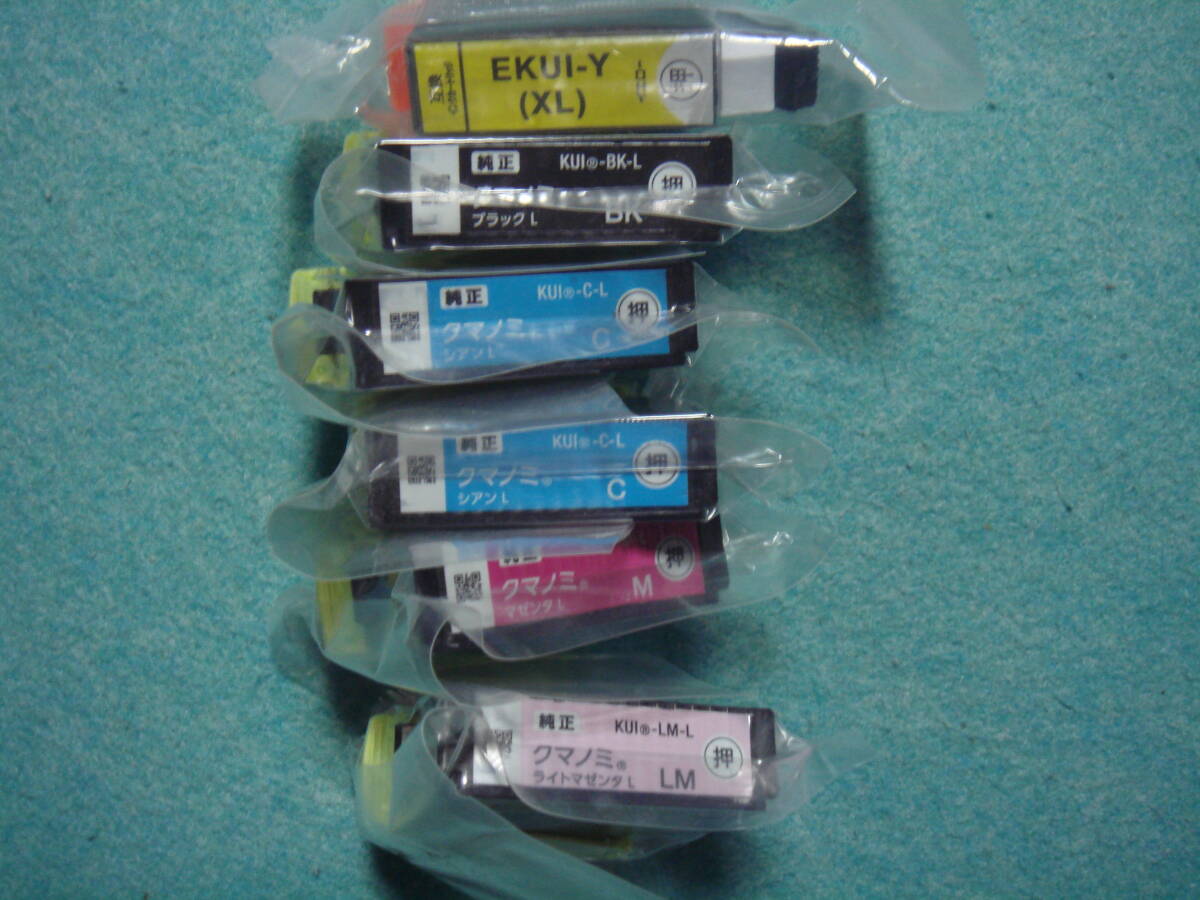 互換
EKUI-Y
(XL)
純正 KUI®-BK-L
押
ブラック L BK
純正 KUI®-C-L
押
クマノミ
シアン L C
純正 KUI®-C-L
押
クマノミ®
シアン L C
純正
押
クマノミ®
マゼンタ L M
純正 KUI®-LM-L
押
クマノミ®
ライトマゼンタ L LM